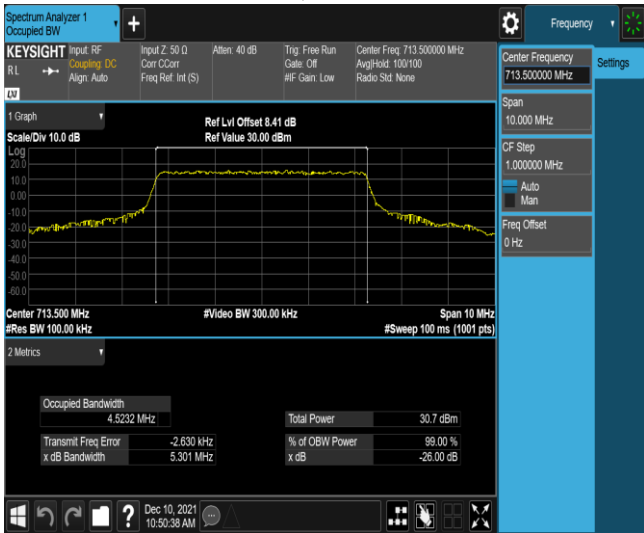 Spectrum Analyzer 1
Occupied BW
Frequency
KEYSIGHT
Input: RF
Coupling: DC
Align: Auto
Input Z: 50 Ω
Corr CCorr
Freq Ref: Int (S)
Atten: 40 dB
Trig: Free Run
Gate: Off
#IF Gain: Low
Center Freq: 713.500000 MHz
Avg|Hold: 100/100
Radio Std: None
RL
LXI
Center Frequency
713.500000 MHz
Settings
Span
10.000 MHz
CF Step
1.000000 MHz
Auto
Man
Freq Offset
0 Hz
1 Graph
Scale/Div 10.0 dB
Ref Lvl Offset 8.41 dB
Ref Value 30.00 dBm
Log
20.0
10.0
0.00
-10.0
-20.0
-30.0
-40.0
-50.0
-60.0
Center 713.500 MHz
#Video BW 300.00 kHz
Span 10 MHz
#Res BW 100.00 kHz
#Sweep 100 ms (1001 pts)
2 Metrics
Occupied Bandwidth
4.5232 MHz
Total Power 30.7 dBm
Transmit Freq Error -2.630 kHz
% of OBW Power 99.00 %
x dB Bandwidth 5.301 MHz
x dB -26.00 dB
?
Dec 10, 2021
10:50:38 AM